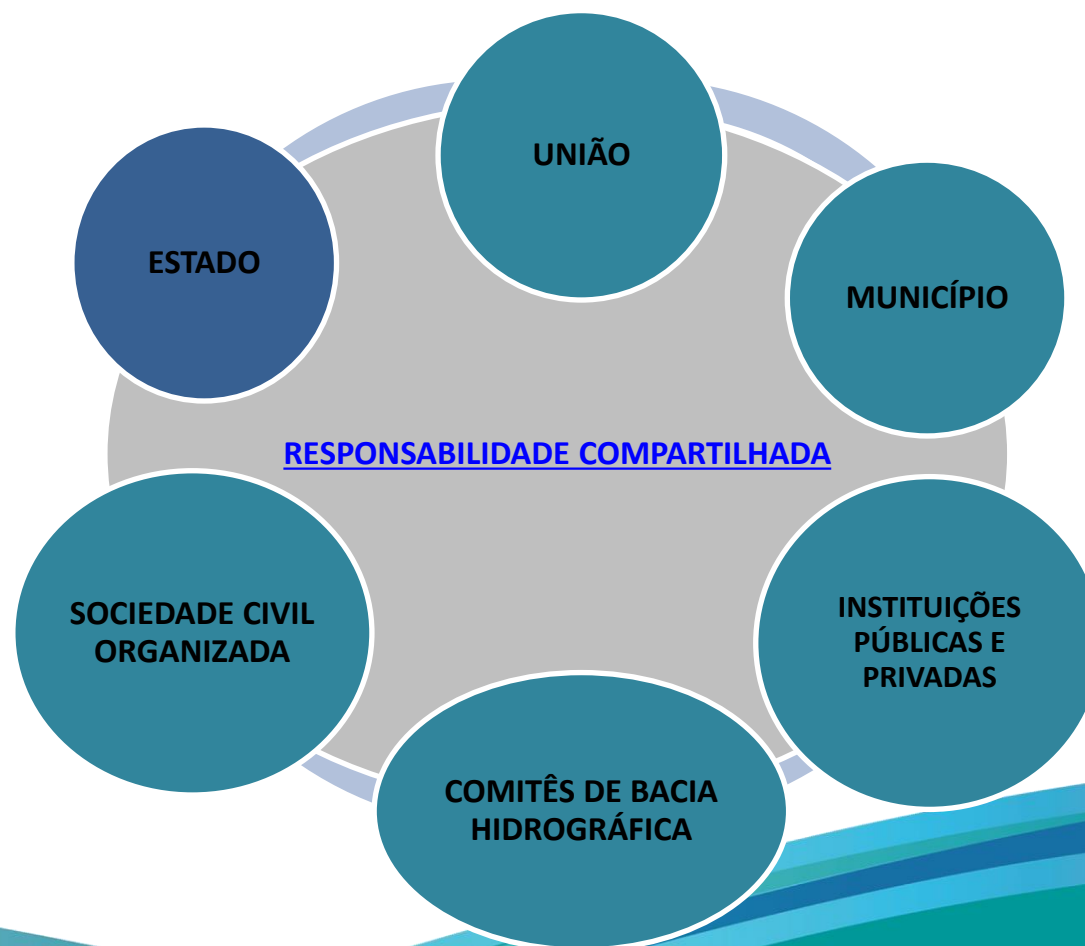 UNIÃO
ESTADO
MUNICÍPIO
RESPONSABILIDADE COMPARTILHADA
SOCIEDADE CIVIL
ORGANIZADA
INSTITUIÇÕES
PÚBLICAS E
PRIVADAS
COMITÊS DE BACIA
HIDROGRÁFICA